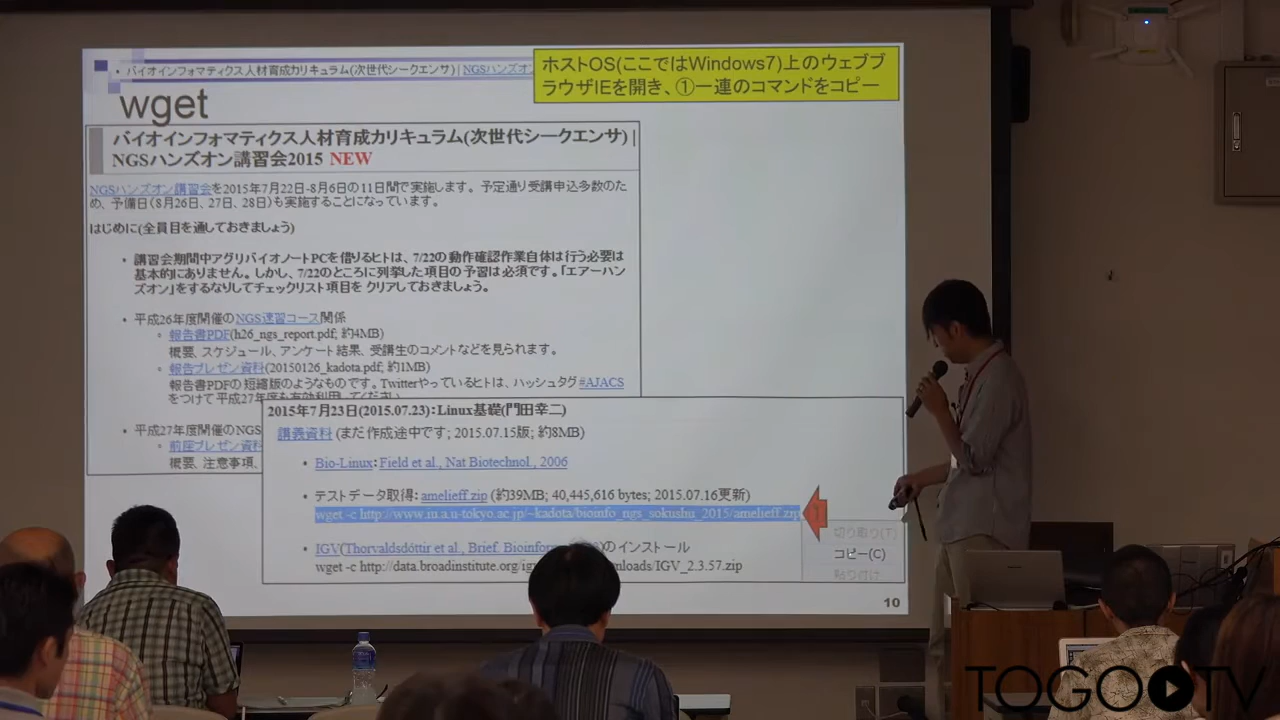 ・バイオインフォマティクス人材育成カリキュラム(次世代シークエンサ) | NGSハンズオン
ホストOS(ここではWindows7)上のウェブブ
ラウザIEを開き、①一連のコマンドをコピー
wget
バイオインフォマティクス人材育成カリキュラム(次世代シークエンサ) |
NGSハンズオン講習会2015 NEW
NGSハンズオン講習会を2015年7月22日-8月6日の11日間で実施します。予定通り受講申込多数のた
め、予備日(8月26日、27日、28日)も実施することになっています。
はじめに(全員目を通しておきましょう)
・講習会期間中アグリバイオノートPCを借りるヒトは、7/22の動作確認作業自体は行う必要は
基本的にありません。しかし、7/22のところに列挙した項目の予習は必須です。「エアーハン
ズオン」をするなりしてチェックリスト項目をクリアしておきましょう。
・平成26年度開催のNGS速習コース関係
◦ 報告書PDF(h26_ngs_report.pdf; 約4MB)
概要、スケジュール、アンケート結果、受講生のコメントなどを見られます。
◦ 報告プレゼン資料(20150126_kadota.pdf; 約1MB)
報告書PDFの短縮版のようなものです。Twitterやっているヒトは、ハッシュタグ#AJACS
をつけて平成27年度も有効利用してください
・平成27年度開催のNGS
◦ 前座プレゼン資料
概要、注意事項、
2015年7月23日(2015.07.23):Linux基礎(門田幸二)
講義資料 (まだ作成途中です; 2015.07.15版; 約8MB)
・Bio-Linux:Field et al., Nat Biotechnol., 2006
・テストデータ取得: amelieff.zip (約39MB; 40,445,616 bytes; 2015.07.16更新)
wget -c http://www.iu.a.u-tokyo.ac.jp/~kadota/bioinfo_ngs_sokushu_2015/amelieff.zip
・IGV(Thorvaldsdóttir et al., Brief. Bioinform のインストール
wget -c http://data.broadinstitute.org/ig nloads/IGV_2.3.57.zip
1
切り取り(T)
コピー(C)
貼り付け
10
TOGOTV